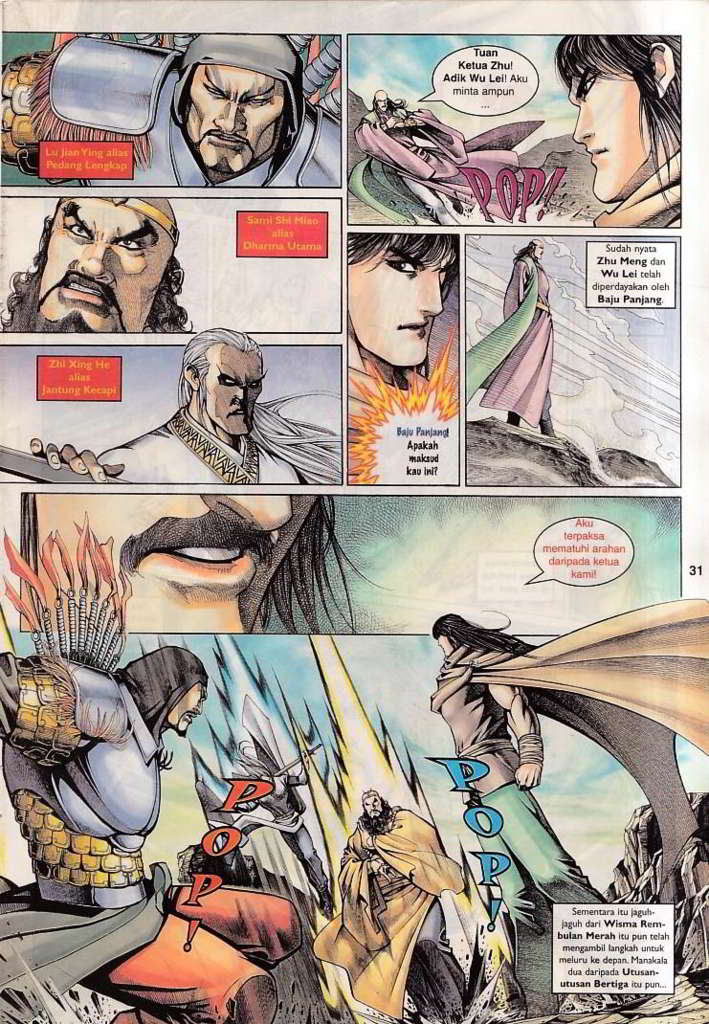 Lu Jian Ying alias
Pedang Lengkap
Tuan
Ketua Zhu!
Adik Wu Lei! Aku
minta ampun
...
POP!
Sami Shi Miao
alias
Dharma Utama
Zhi Xing He
alias
Jantung Kecapi
Baju Panjang!
Apakah
maksud
kau ini?
Sudah nyata
Zhu Meng dan
Wu Lei telah
diperdayakan oleh
Baju Panjang.
Aku
terpaksa
mematuhi arahan
daripada ketua
kami!
31
POP POP!
POP POP!
Sementara itu jaguh-
jaguh dari Wisma Rem-
bulan Merah itu pun telah
mengambil langkah untuk
meluru ke depan. Manakala
dua daripada Utusan-
utusan Bertiga itu pun...